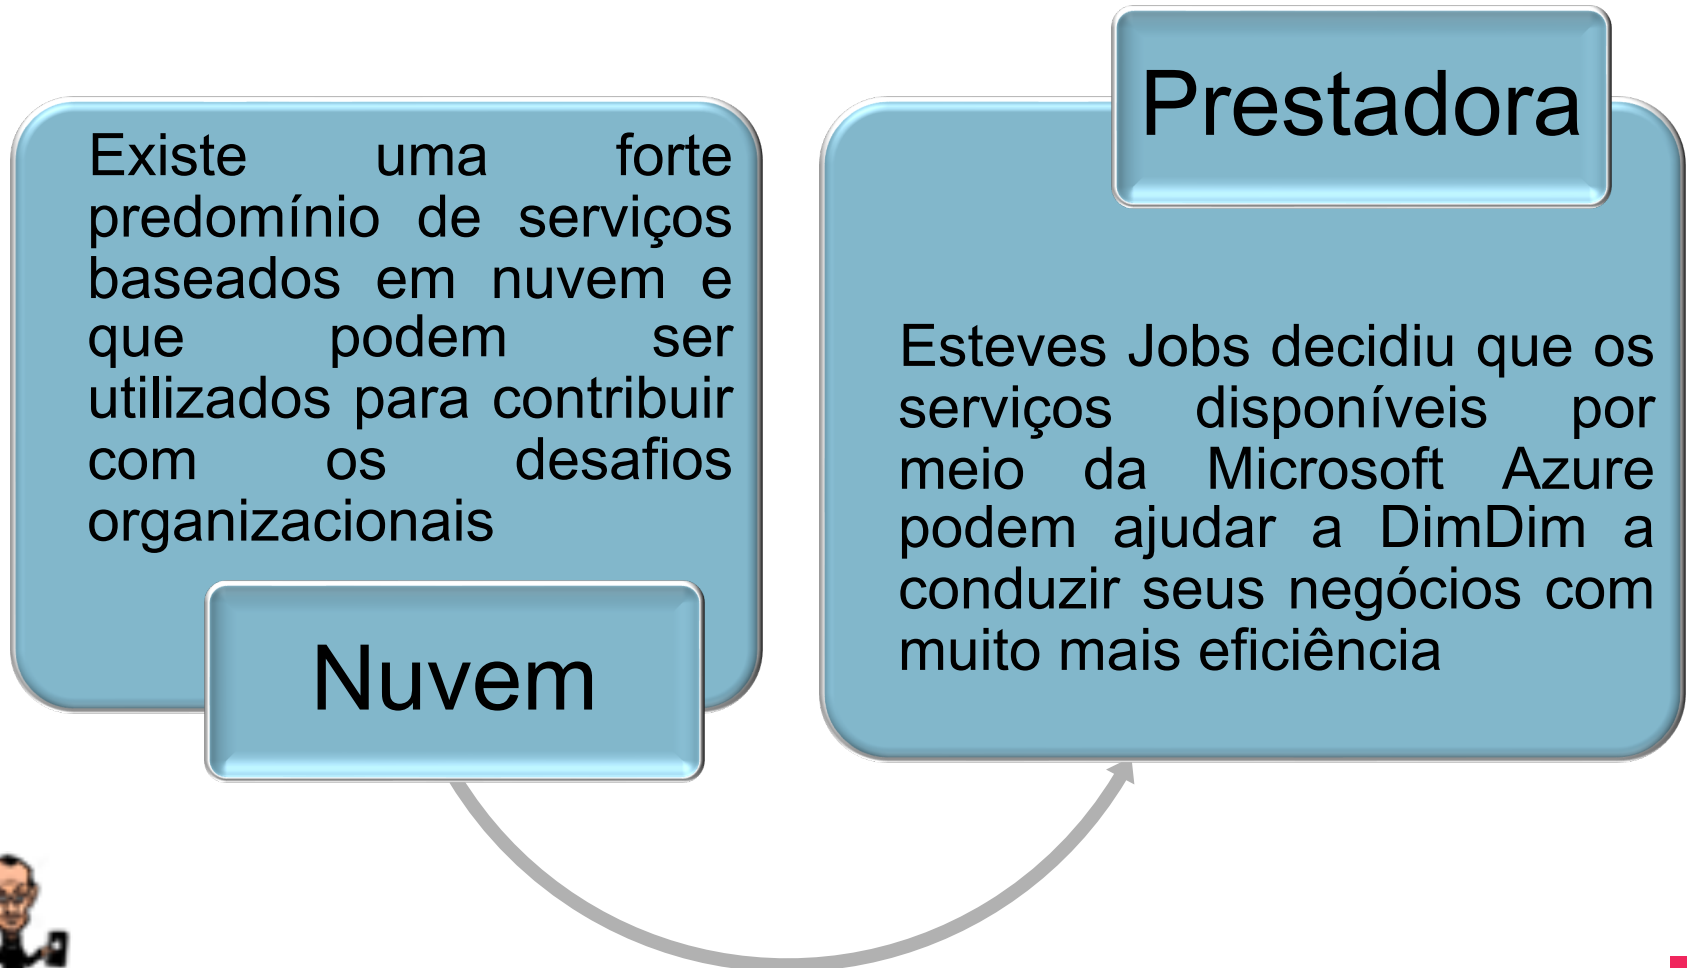 Existe uma forte
predomínio de serviços
baseados em nuvem e
que podem ser
utilizados para contribuir
com os desafios
organizacionais
Nuvem
Prestadora
Esteves Jobs decidiu que os
serviços disponíveis por
meio da Microsoft Azure
podem ajudar a DimDim a
conduzir seus negócios com
muito mais eficiência